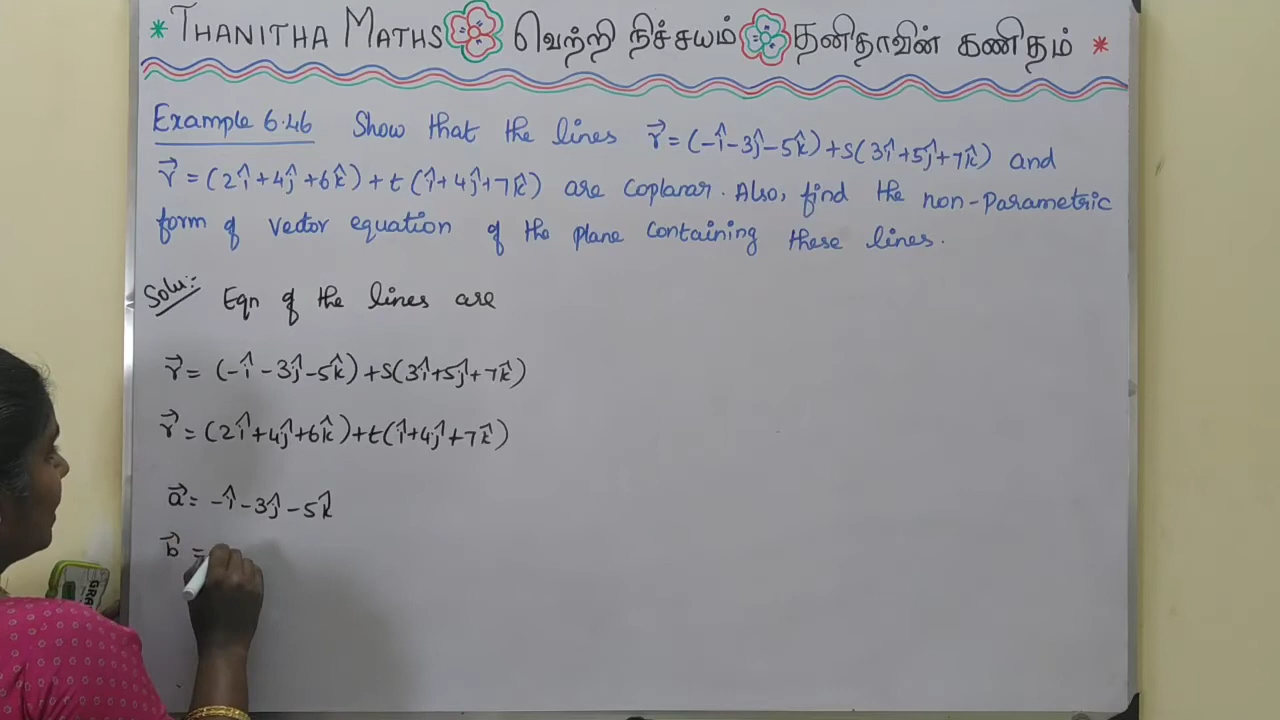 * THANITHA MATHS வெற்றி நிச்சயம் தனிதாவின் கணிதம் *
Example 6.46 Show that the lines r⃗ = (-î-3ĵ-5k̂)+s(3î+5ĵ+7k̂) and
r⃗ = (2î+4ĵ+6k̂)+t(î+4ĵ+7k̂) are coplanar. Also, find the non-parametric
form of vector equation of the plane containing these lines.
Solu:- Eqn of the lines are
r⃗ = (-î-3ĵ-5k̂)+s(3î+5ĵ+7k̂)
r⃗ = (2î+4ĵ+6k̂)+t(î+4ĵ+7k̂)
a⃗ = -î-3ĵ-5k̂
b⃗ =
GRA